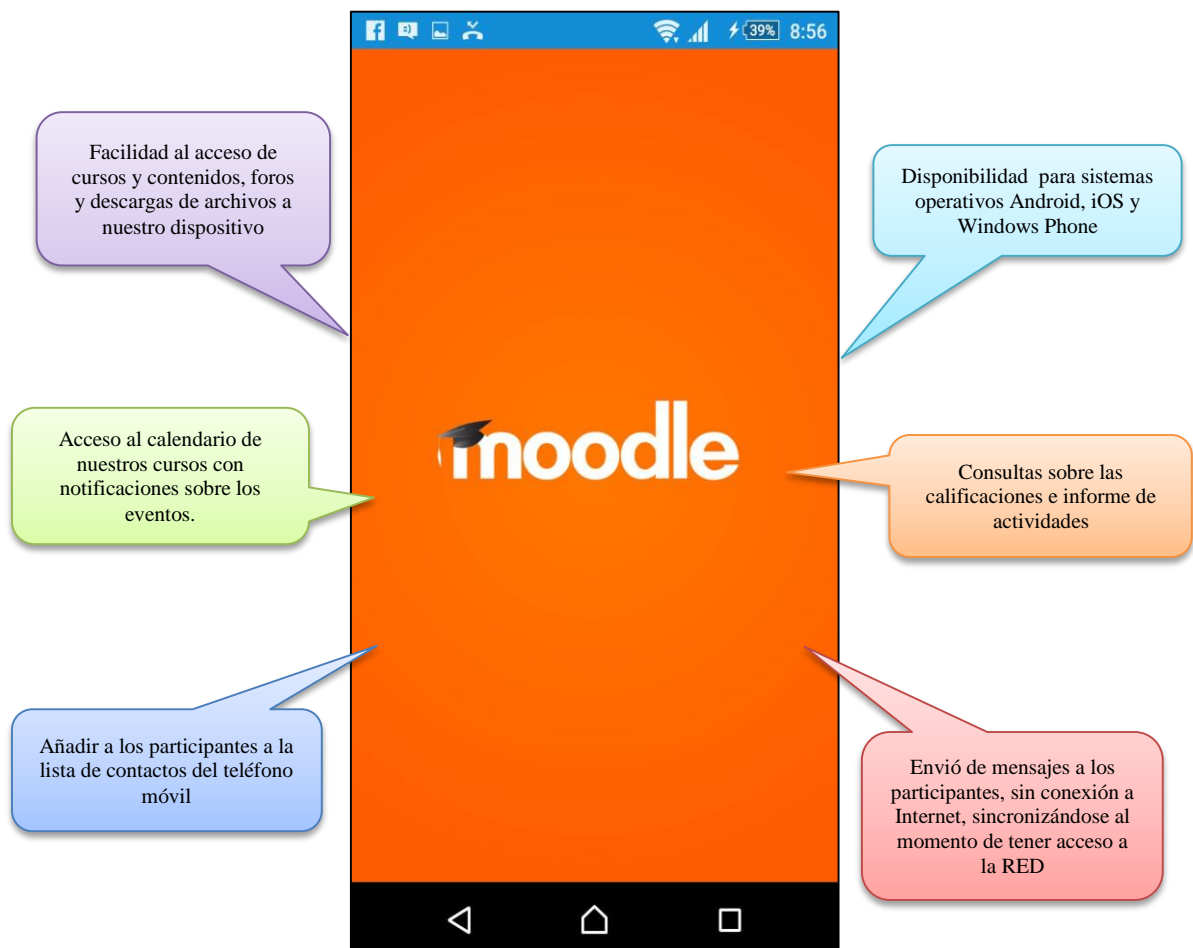 39%
8:56
Facilidad al acceso de
cursos y contenidos, foros
y descargas de archivos a
nuestro dispositivo
Disponibilidad para sistemas
operativos Android, iOS y
Windows Phone
moodle
Acceso al calendario de
nuestros cursos con
notificaciones sobre los
eventos.
Consultas sobre las
calificaciones e informe de
actividades
Añadir a los participantes a la
lista de contactos del teléfono
móvil
Envió de mensajes a los
participantes, sin conexión a
Internet, sincronizándose al
momento de tener acceso a
la RED